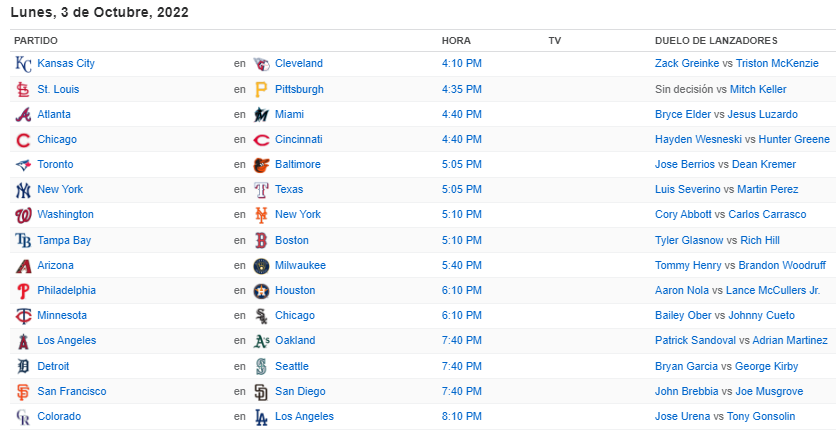 Lunes, 3 de Octubre, 2022
PARTIDO HORA TV DUELO DE LANZADORES
Kansas City en Cleveland 4:10 PM Zack Greinke vs Triston McKenzie
St. Louis en Pittsburgh 4:35 PM Sin decisión vs Mitch Keller
Atlanta en Miami 4:40 PM Bryce Elder vs Jesus Luzardo
Chicago en Cincinnati 4:40 PM Hayden Wesneski vs Hunter Greene
Toronto en Baltimore 5:05 PM Jose Berrios vs Dean Kremer
New York en Texas 5:05 PM Luis Severino vs Martin Perez
Washington en New York 5:10 PM Cory Abbott vs Carlos Carrasco
Tampa Bay en Boston 5:10 PM Tyler Glasnow vs Rich Hill
Arizona en Milwaukee 5:40 PM Tommy Henry vs Brandon Woodruff
Philadelphia en Houston 6:10 PM Aaron Nola vs Lance McCullers Jr.
Minnesota en Chicago 6:10 PM Bailey Ober vs Johnny Cueto
Los Angeles en Oakland 7:40 PM Patrick Sandoval vs Adrian Martinez
Detroit en Seattle 7:40 PM Bryan Garcia vs George Kirby
San Francisco en San Diego 7:40 PM John Brebbia vs Joe Musgrove
Colorado en Los Angeles 8:10 PM Jose Urena vs Tony Gonsolin